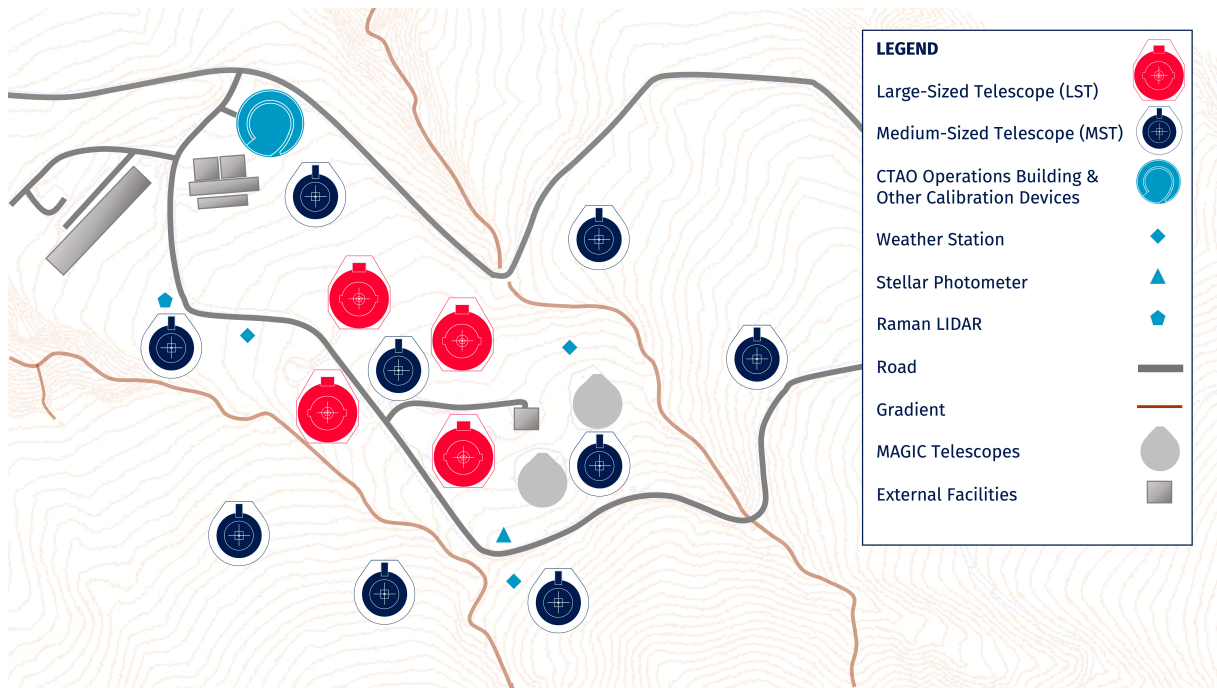 LEGEND
Large-Sized Telescope (LST)
Medium-Sized Telescope (MST)
CTAO Operations Building &
Other Calibration Devices
Weather Station
Stellar Photometer
Raman LIDAR
Road
Gradient
MAGIC Telescopes
External Facilities